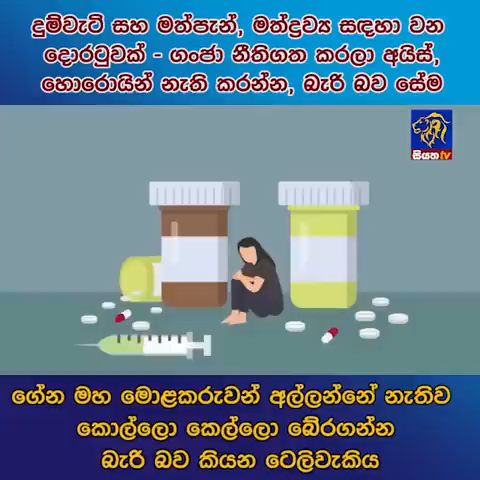 දුම්වැටි සහ මත්පැන්, මත්ද්‍රව්‍ය සඳහා වන
දොරටුවක් - ගංජා නීතිගත කරලා අයිස්,
හොරොයින් නැති කරන්න, බැරි බව සේම
සියත tv
ගේන මහ මොළකරුවන් අල්ලන්නේ නැතිව
කොල්ලො කෙල්ලො බේරගන්න
බැරි බව කියන ටෙලිවැකිය